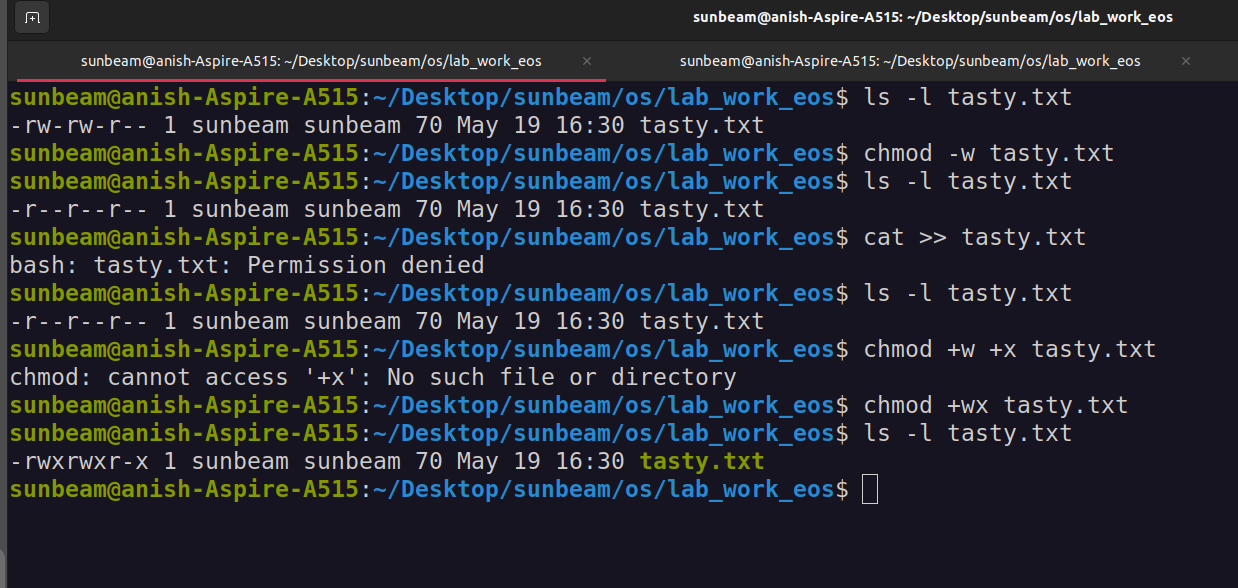 sunbeam@anish-Aspire-A515: ~/Desktop/sunbeam/os/lab_work_eos
sunbeam@anish-Aspire-A515: ~/Desktop/sunbeam/os/lab_work_eos × sunbeam@anish-Aspire-A515: ~/Desktop/sunbeam/os/lab_work_eos ×
sunbeam@anish-Aspire-A515:~/Desktop/sunbeam/os/lab_work_eos$ ls -l tasty.txt
-rw-rw-r-- 1 sunbeam sunbeam 70 May 19 16:30 tasty.txt
sunbeam@anish-Aspire-A515:~/Desktop/sunbeam/os/lab_work_eos$ chmod -w tasty.txt
sunbeam@anish-Aspire-A515:~/Desktop/sunbeam/os/lab_work_eos$ ls -l tasty.txt
-r--r--r-- 1 sunbeam sunbeam 70 May 19 16:30 tasty.txt
sunbeam@anish-Aspire-A515:~/Desktop/sunbeam/os/lab_work_eos$ cat >> tasty.txt
bash: tasty.txt: Permission denied
sunbeam@anish-Aspire-A515:~/Desktop/sunbeam/os/lab_work_eos$ ls -l tasty.txt
-r--r--r-- 1 sunbeam sunbeam 70 May 19 16:30 tasty.txt
sunbeam@anish-Aspire-A515:~/Desktop/sunbeam/os/lab_work_eos$ chmod +w +x tasty.txt
chmod: cannot access '+x': No such file or directory
sunbeam@anish-Aspire-A515:~/Desktop/sunbeam/os/lab_work_eos$ chmod +wx tasty.txt
sunbeam@anish-Aspire-A515:~/Desktop/sunbeam/os/lab_work_eos$ ls -l tasty.txt
-rwxrwxr-x 1 sunbeam sunbeam 70 May 19 16:30 tasty.txt
sunbeam@anish-Aspire-A515:~/Desktop/sunbeam/os/lab_work_eos$